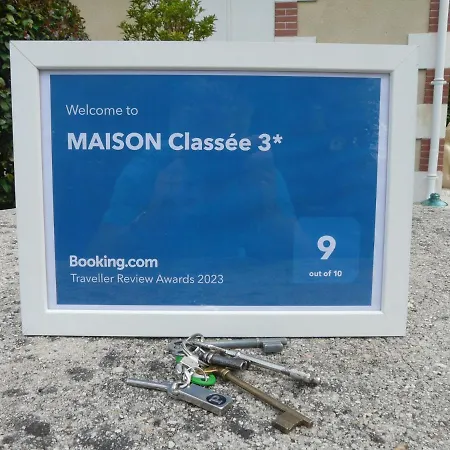 Welcome to
MAISON Classée 3*
Booking.com
Traveller Review Awards 2023
9
out of 10